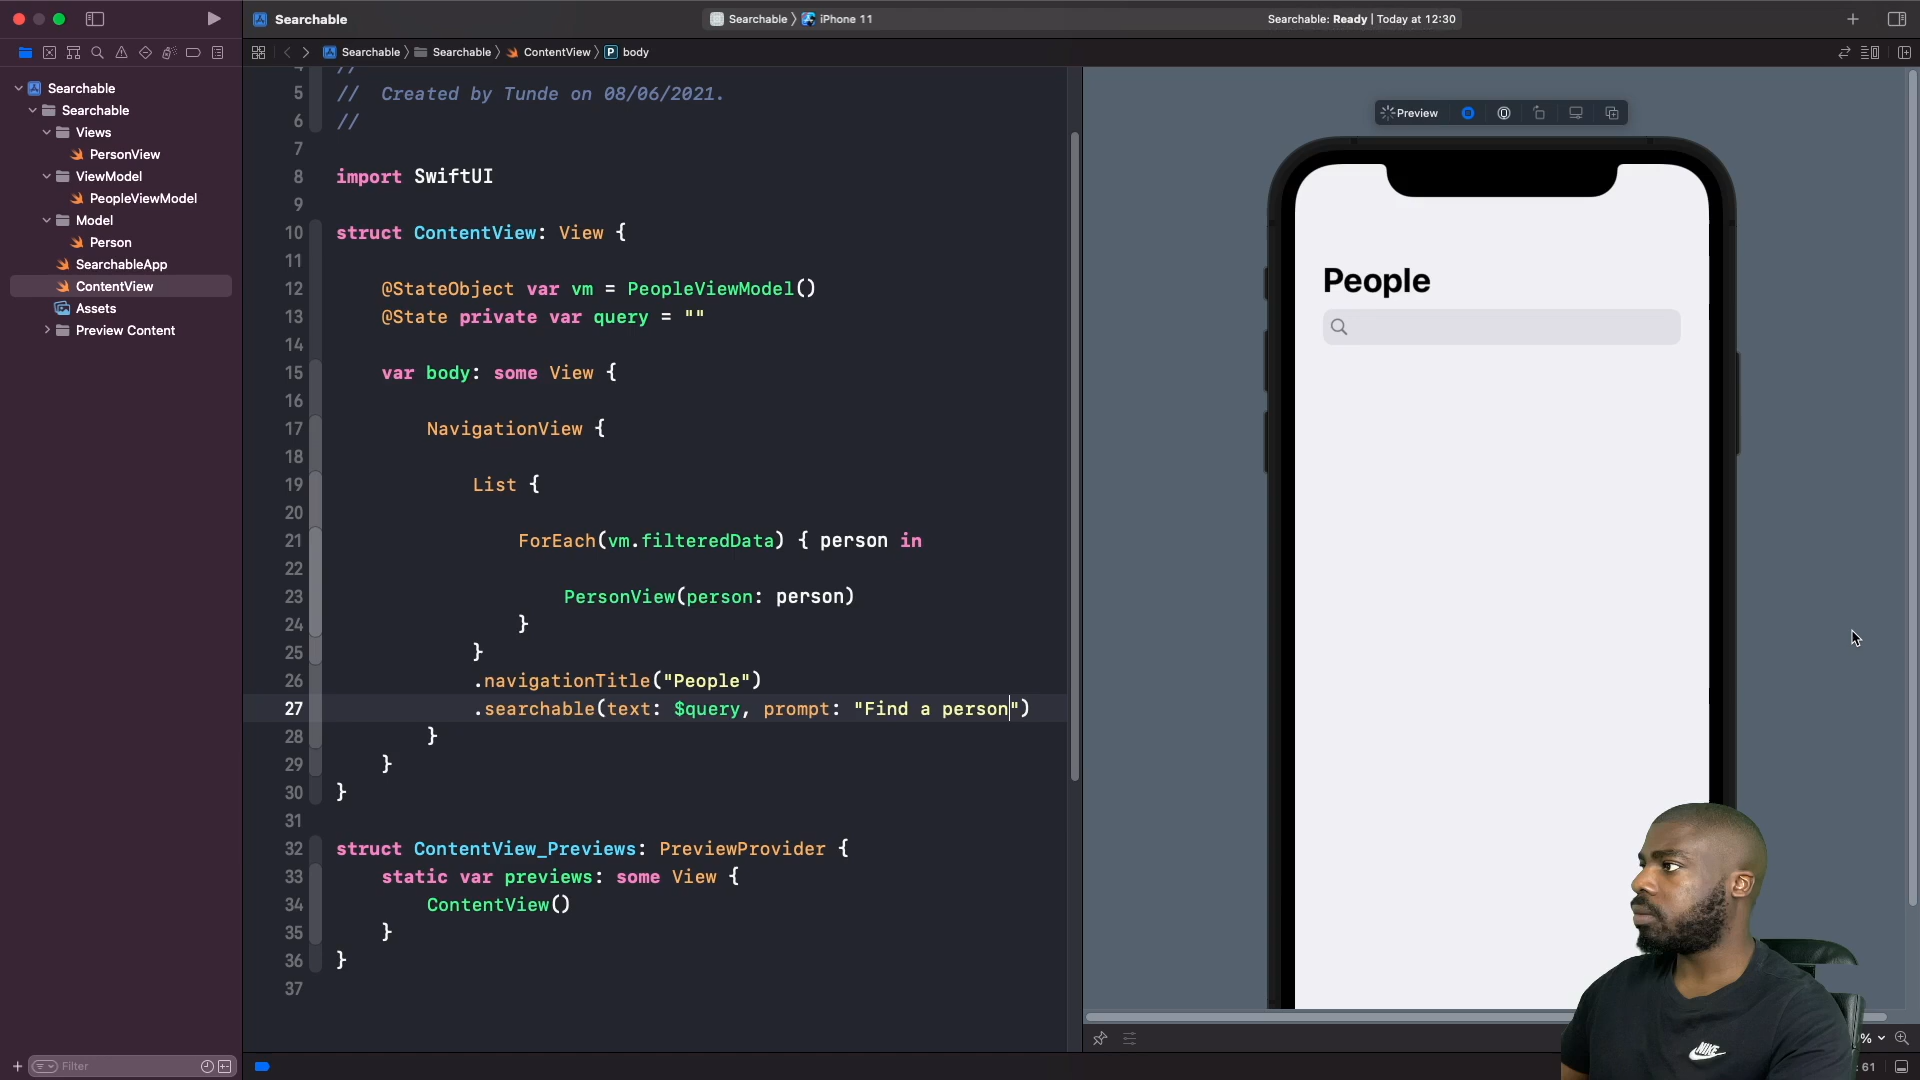 Searchable
Searchable
iPhone 11
Searchable: Ready | Today at 12:30
Searchable
Searchable
ContentView
P
body
Searchable
Searchable
Views
PersonView
ViewModel
PeopleViewModel
Model
Person
SearchableApp
ContentView
Assets
Preview Content
Filter
5 //  Created by Tunde on 08/06/2021.
6 //
7
8 import SwiftUI
9
10 struct ContentView: View {
11
12 @StateObject var vm = PeopleViewModel()
13 @State private var query = ""
14
15 var body: some View {
16
17 NavigationView {
18
19 List {
20
21 ForEach(vm.filteredData) { person in
22
23 PersonView(person: person)
24 }
25 }
26 .navigationTitle("People")
27 .searchable(text: $query, prompt: "Find a person")
28 }
29 }
30 }
31
32 struct ContentView_Previews: PreviewProvider {
33 static var previews: some View {
34 ContentView()
35 }
36 }
37
Preview
People
NIKE
%
: 61